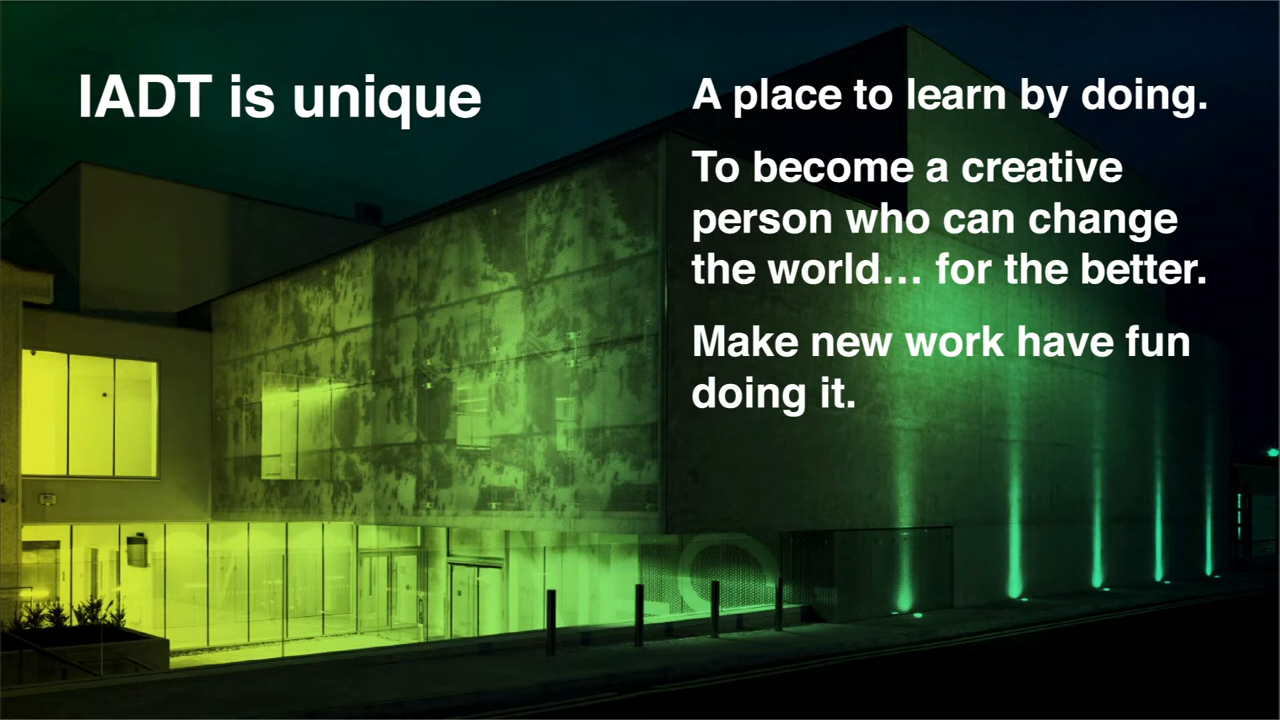 IADT is unique
A place to learn by doing.
To become a creative
person who can change
the world… for the better.
Make new work have fun
doing it.